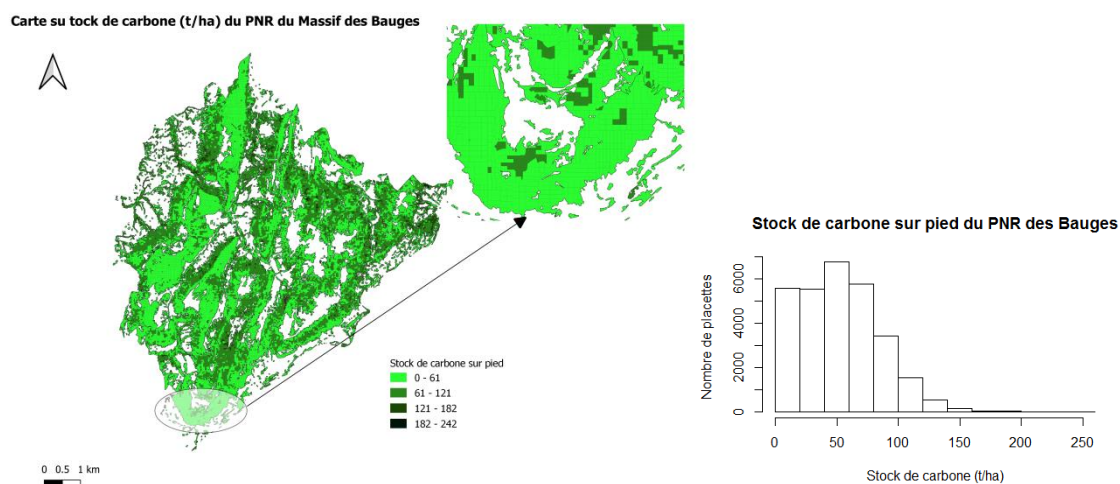 Carte su tock de carbone (t/ha) du PNR du Massif des Bauges
Stock de carbone sur pied
0 - 61
61 - 121
121 - 182
182 - 242
0 0.5 1 km
Stock de carbone sur pied du PNR des Bauges
Nombre de placettes
0 2000 4000 6000
0 50 100 150 200 250
Stock de carbone (t/ha)